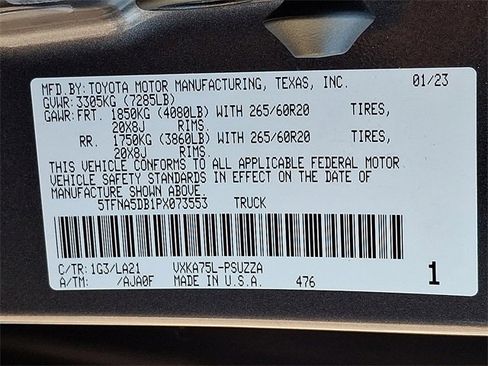 MFD.BY:TOYOTA MOTOR MANUFACTURING, TEXAS, INC. 01/23
GVWR:3305KG (7285LB)
GAWR:FRT. 1850KG (4080LB) WITH 265/60R20 TIRES,
20X8J RIMS.
RR. 1750KG (3860LB) WITH 265/60R20 TIRES,
20X8J RIMS.
THIS VEHICLE CONFORMS TO ALL APPLICABLE FEDERAL MOTOR
VEHICLE SAFETY STANDARDS IN EFFECT ON THE DATE OF
MANUFACTURE SHOWN ABOVE.
5TFNA5DB1PX073553 TRUCK
C/TR:1G3/LA21 VXKA75L-PSUZZA
A/TM: /AJA0F MADE IN U.S.A. 476 1